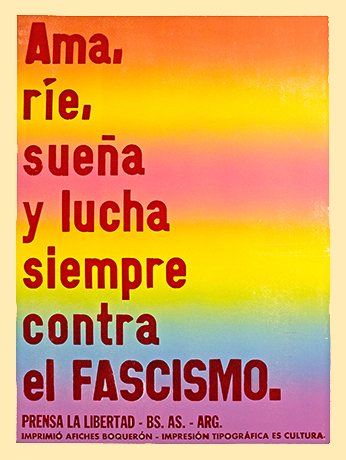 Ama,
ríe,
sueña
y lucha
siempre
contra
el FASCISMO.
PRENSA LA LIBERTAD - BS. AS. - ARG.
IMPRIMIÓ AFICHES BOQUERÓN - IMPRESIÓN TIPOGRÁFICA ES CULTURA.